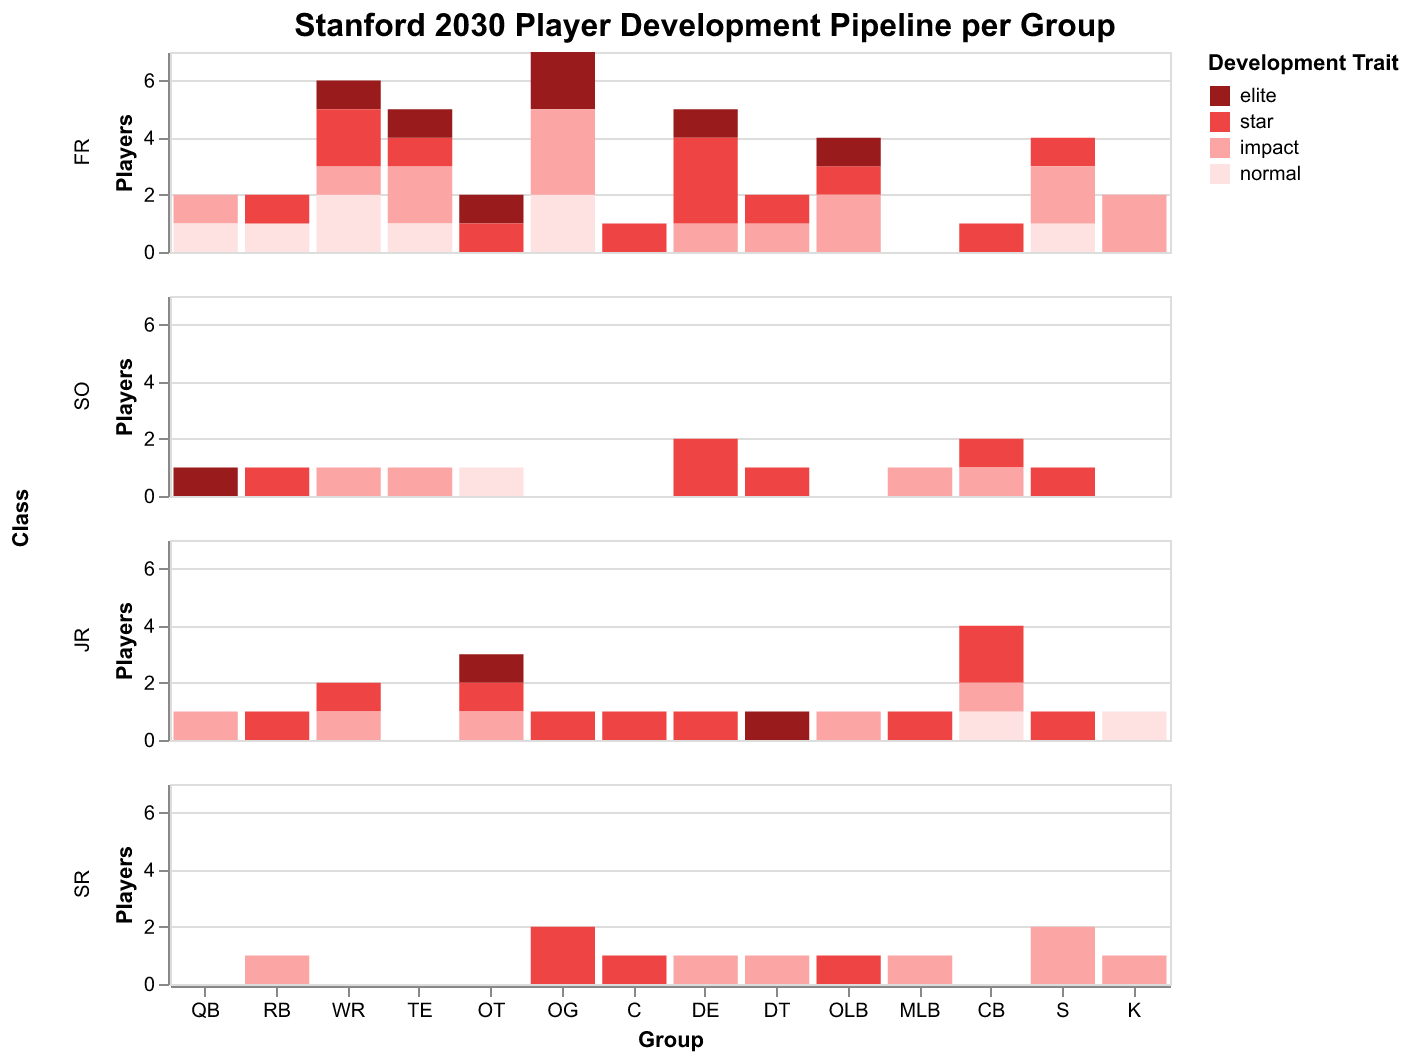 Stanford 2030 Player Development Pipeline per Group
Development Trait
elite
star
impact
normal
Class
FR
Players
6
4
2
0
SO
Players
6
4
2
0
JR
Players
6
4
2
0
SR
Players
6
4
2
0
QB RB WR TE OT OG C DE DT OLB MLB CB S K
Group